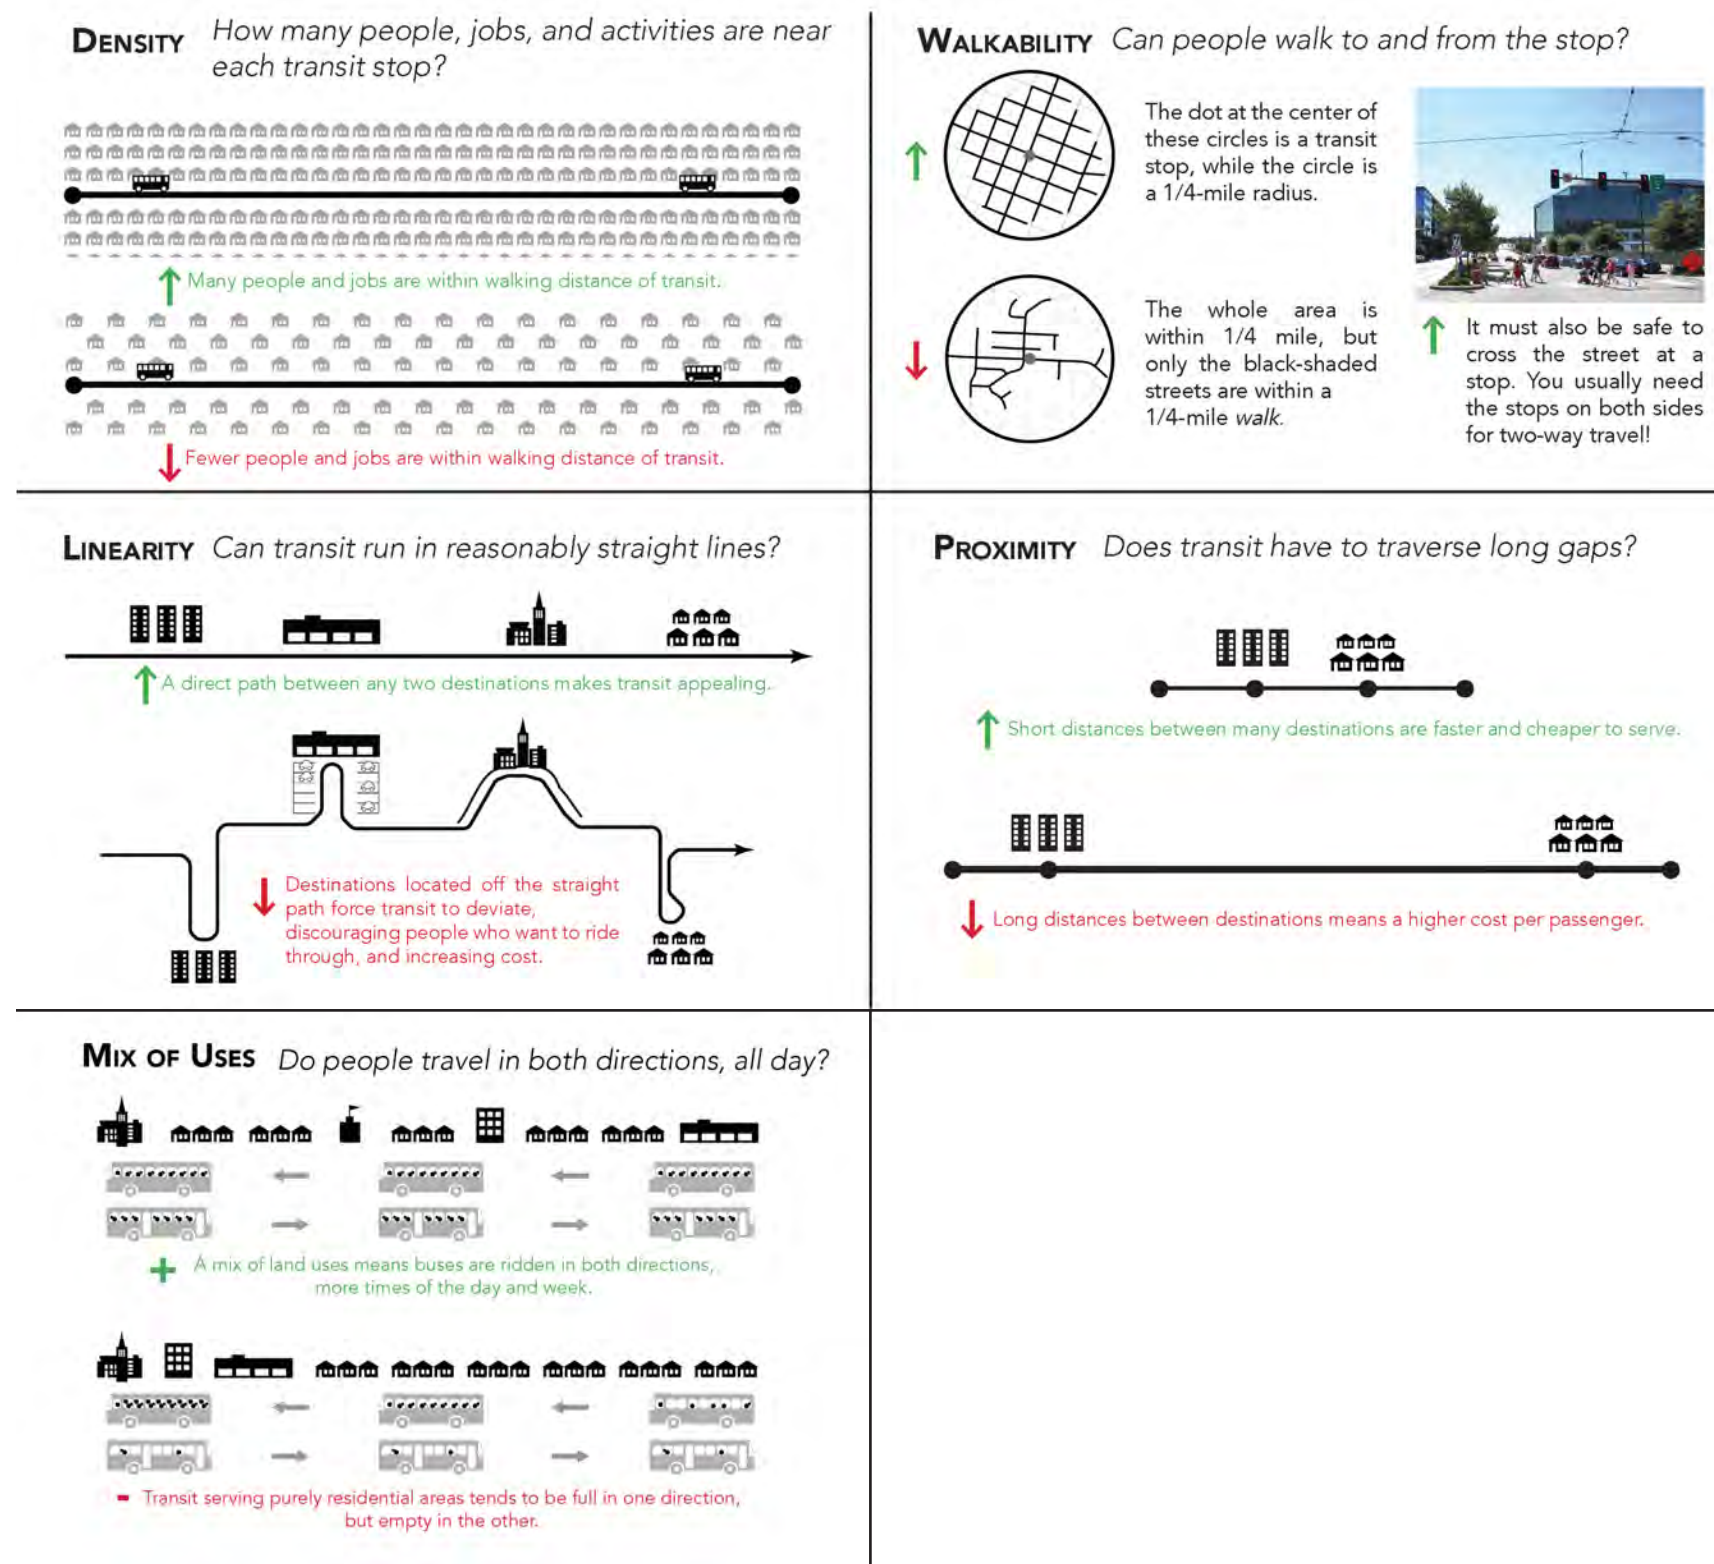 DENSITY How many people, jobs, and activities are near
each transit stop?
Many people and jobs are within walking distance of transit.
Fewer people and jobs are within walking distance of transit.
WALKABILITY Can people walk to and from the stop?
The dot at the center of
these circles is a transit
stop, while the circle is
a 1/4-mile radius.
The whole area is
within 1/4 mile, but
only the black-shaded
streets are within a
1/4-mile walk.
It must also be safe to
cross the street at a
stop. You usually need
the stops on both sides
for two-way travel!
LINEARITY Can transit run in reasonably straight lines?
A direct path between any two destinations makes transit appealing.
Destinations located off the straight
path force transit to deviate,
discouraging people who want to ride
through, and increasing cost.
PROXIMITY Does transit have to traverse long gaps?
Short distances between many destinations are faster and cheaper to serve.
Long distances between destinations means a higher cost per passenger.
MIX OF USES Do people travel in both directions, all day?
+ A mix of land uses means buses are ridden in both directions,
more times of the day and week.
- Transit serving purely residential areas tends to be full in one direction,
but empty in the other.